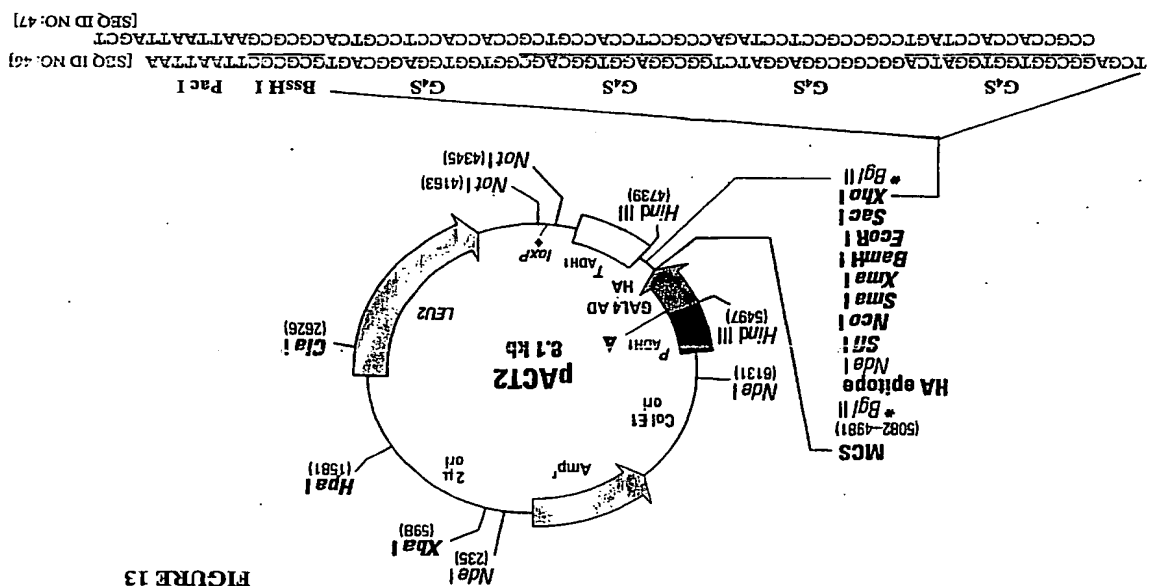 G₄S G₄S G₄S G₄S BssH I Pac I
TCGAGGCGGTGGTGGATCAGGCGGCGGAGGATCTGGCGGAGGTGGCAGCGGTGGTGGAGGCAGTGCGCGCTTAATTAA [SEQ ID NO: 46]
CCGCCACCACCTAGTCCGCCGCCTCCTAGACCGCCTCCACCGTCGCCACCACCTCCGTCACGCGCGAATTAATTAGCT [SEQ ID NO: 47]
*Bgl II
Xho I
Sac I
EcoR I
BamH I
Xma I
Sma I
Nco I
Sfi I
Nde I
HA epitope
*Bgl II
(5082–4981)
MCS
Not I (4345)
Not I (4163)
loxP
Hind III
(4739)
T ADH1
HA
GAL4 AD
Hind III
(5497)
P ADH1
LEU2
Cla I
(2626)
pACT2
8.1 kb
Nde I
(6131)
Col E1
ori
Amp^r
2 µ
ori
Hpa I
(1581)
Xba I
(598)
Nde I
(235)
FIGURE 13